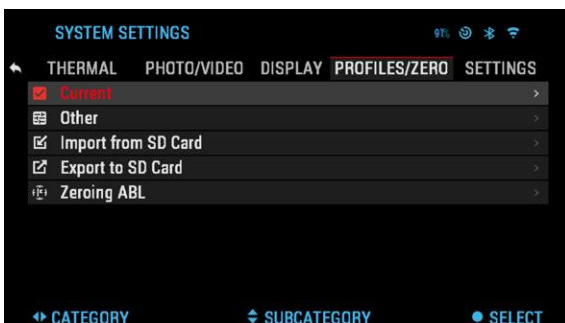 SYSTEM SETTINGS 91%
THERMAL PHOTO/VIDEO DISPLAY PROFILES/ZERO SETTINGS
Current
Other
Import from SD Card
Export to SD Card
Zeroing ABL
CATEGORY SUBCATEGORY SELECT